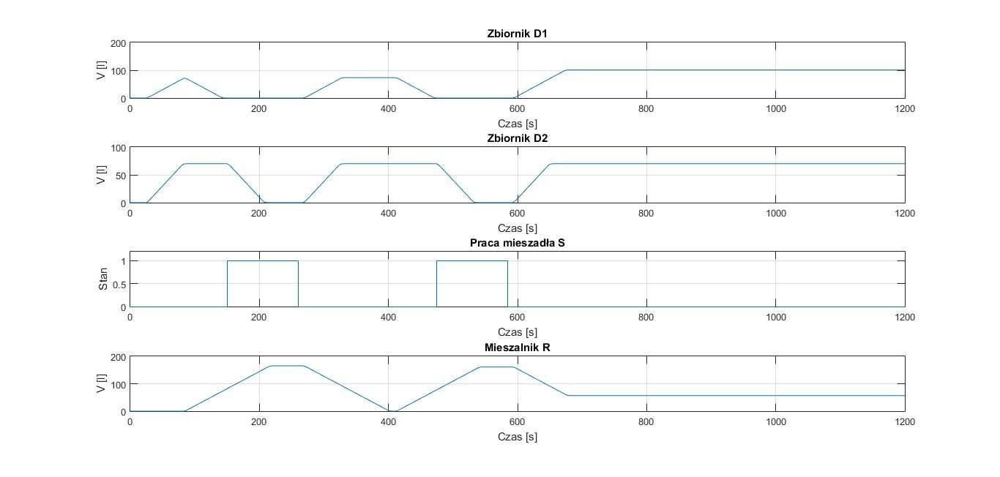 Zbiornik D1
200
100
0
V [l]
0 200 400 600 800 1000 1200
Czas [s]
Zbiornik D2
100
50
0
V [l]
0 200 400 600 800 1000 1200
Czas [s]
Praca mieszadła S
1
0.5
0
Stan
0 200 400 600 800 1000 1200
Czas [s]
Mieszalnik R
200
100
0
V [l]
0 200 400 600 800 1000 1200
Czas [s]